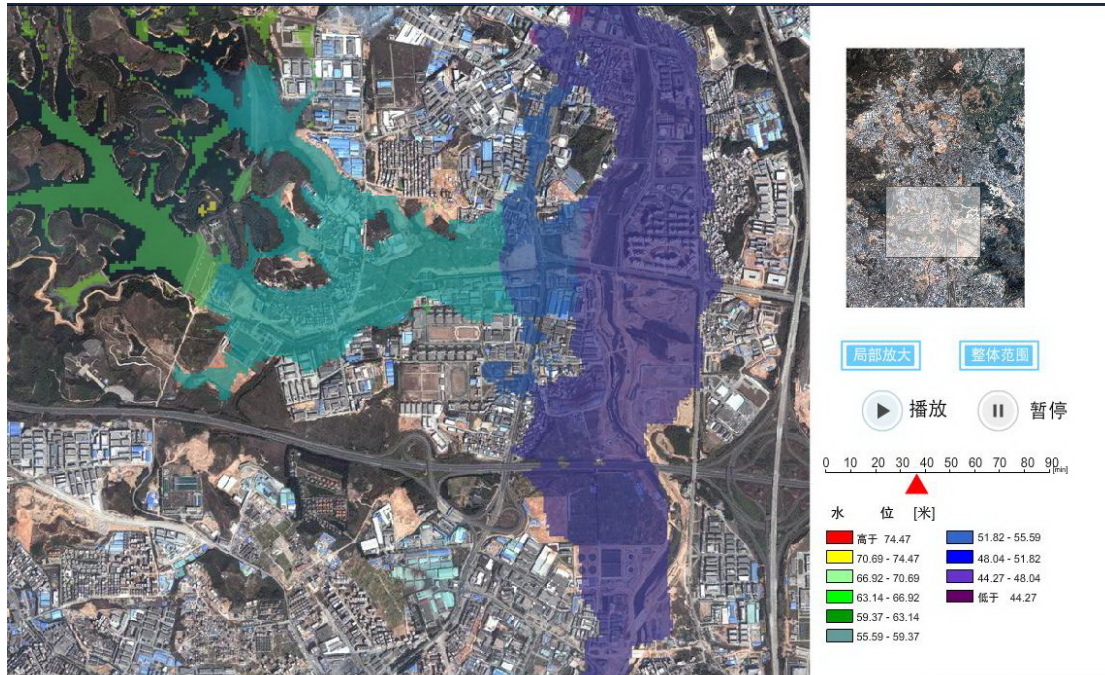 局部放大 整体范围
播放 暂停
0 10 20 30 40 50 60 70 80 90 [min]
水 位 [米]
高于 74.47 51.82 - 55.59
70.69 - 74.47 48.04 - 51.82
66.92 - 70.69 44.27 - 48.04
63.14 - 66.92 低于 44.27
59.37 - 63.14
55.59 - 59.37